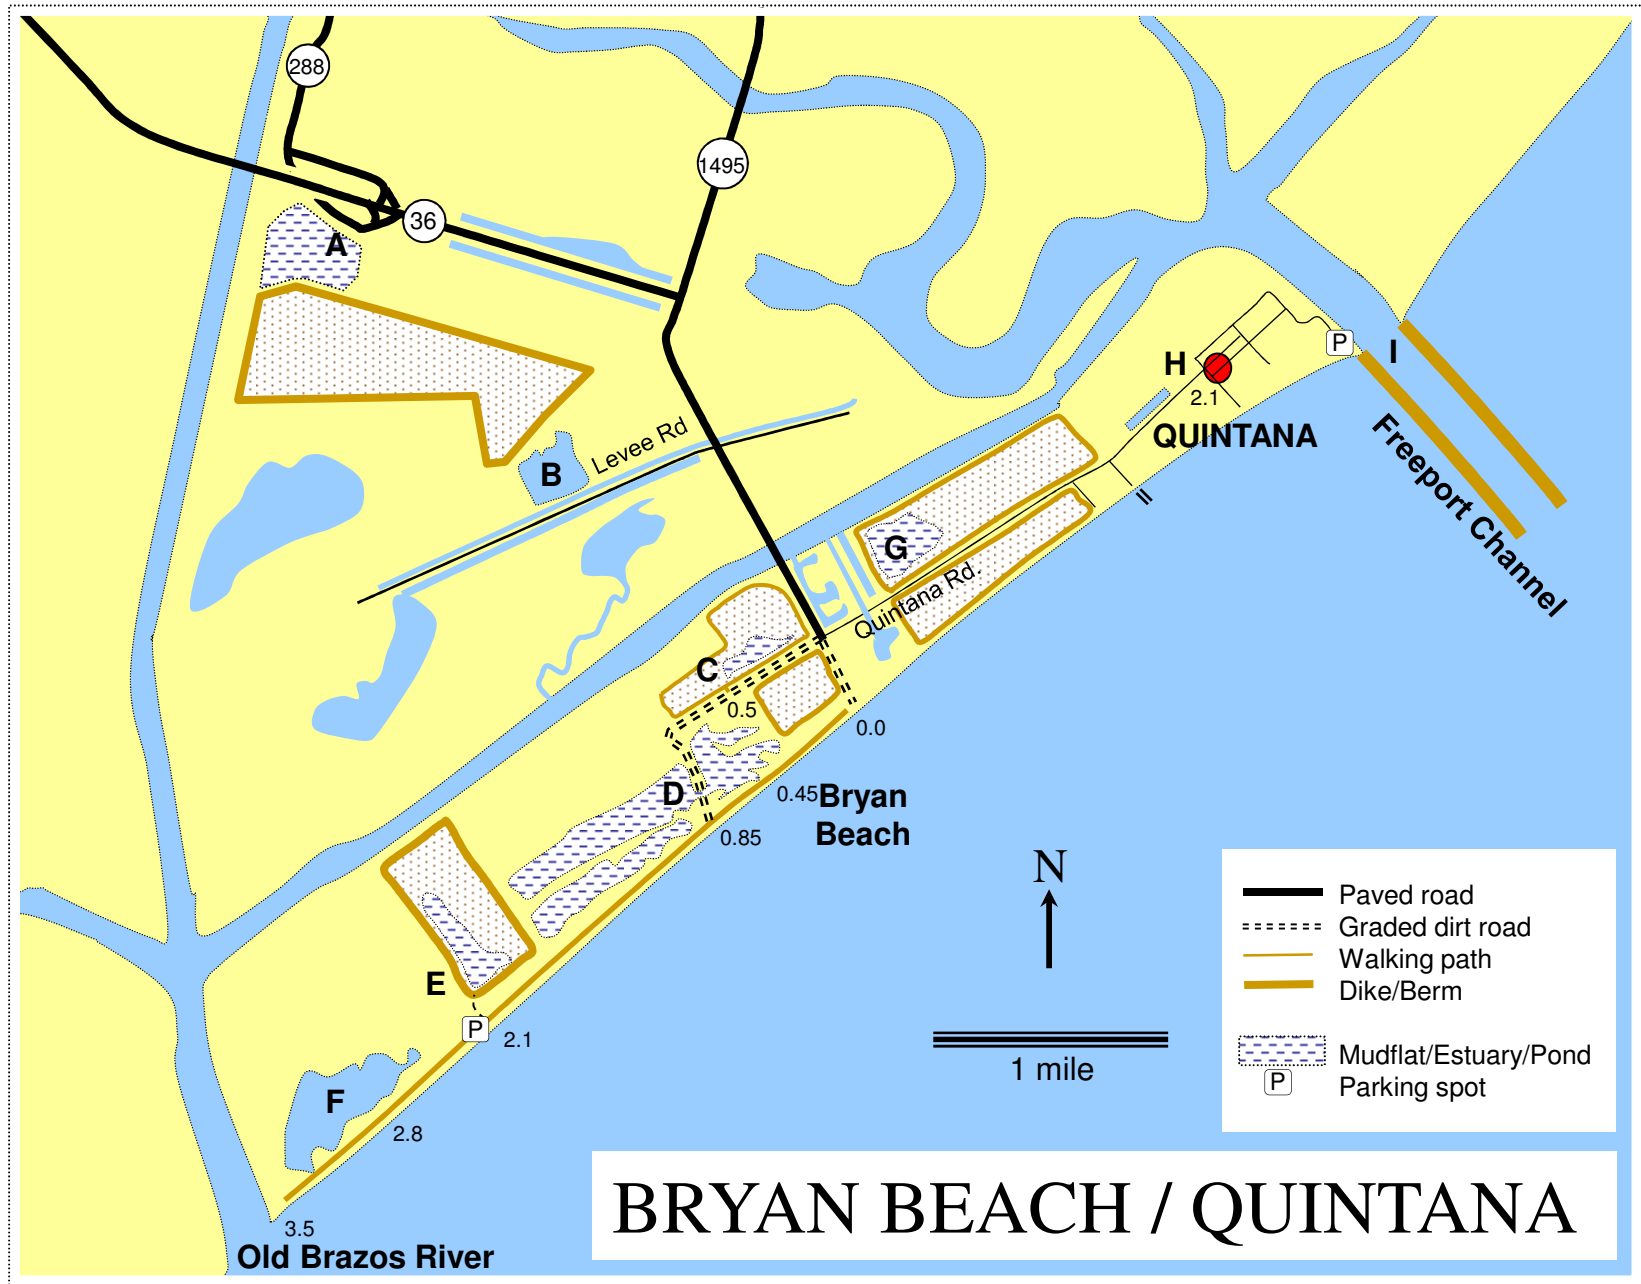 288
1495
36
A
I
P
H
2.1
QUINTANA
Levee Rd
B
Freeport Channel
G
Quintana Rd.
C
0.5
0.0
D
0.45
Bryan
Beach
0.85
N
Paved road
Graded dirt road
Walking path
Dike/Berm
E
P
2.1
1 mile
Mudflat/Estuary/Pond
P
Parking spot
F
2.8
BRYAN BEACH / QUINTANA
3.5
Old Brazos River